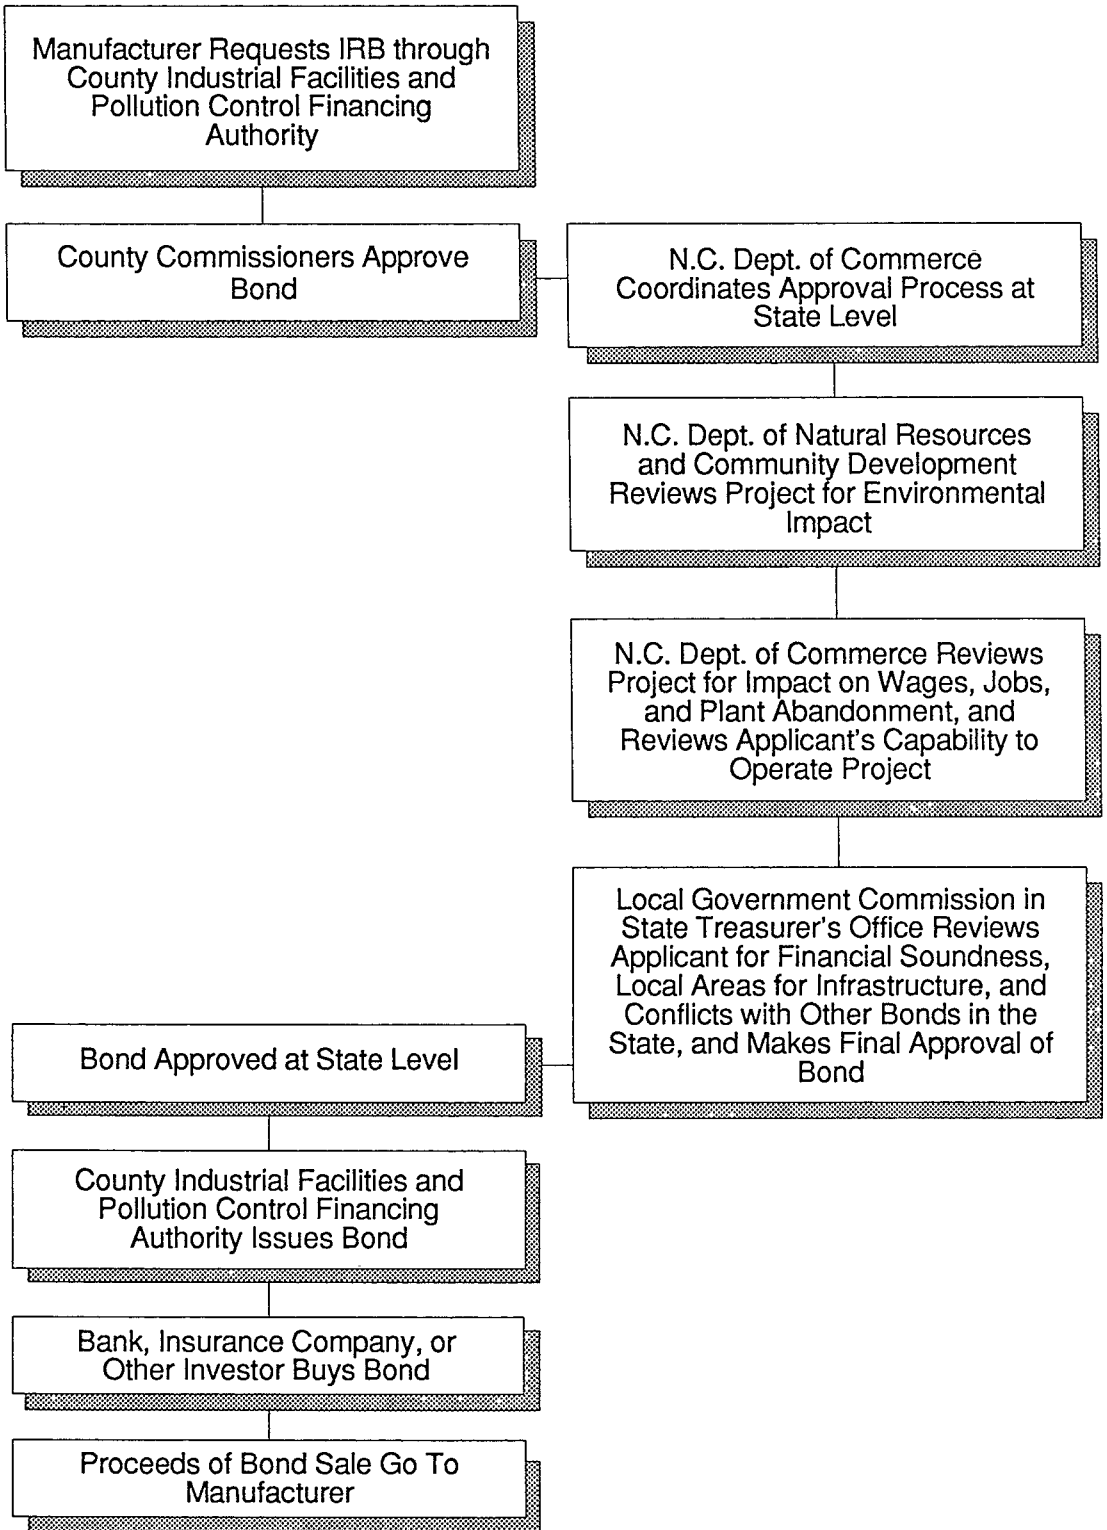 Manufacturer Requests IRB through
County Industrial Facilities and
Pollution Control Financing
Authority
County Commissioners Approve
Bond
N.C. Dept. of Commerce
Coordinates Approval Process at
State Level
N.C. Dept. of Natural Resources
and Community Development
Reviews Project for Environmental
Impact
N.C. Dept. of Commerce Reviews
Project for Impact on Wages, Jobs,
and Plant Abandonment, and
Reviews Applicant's Capability to
Operate Project
Local Government Commission in
State Treasurer's Office Reviews
Applicant for Financial Soundness,
Local Areas for Infrastructure, and
Conflicts with Other Bonds in the
State, and Makes Final Approval of
Bond
Bond Approved at State Level
County Industrial Facilities and
Pollution Control Financing
Authority Issues Bond
Bank, Insurance Company, or
Other Investor Buys Bond
Proceeds of Bond Sale Go To
Manufacturer